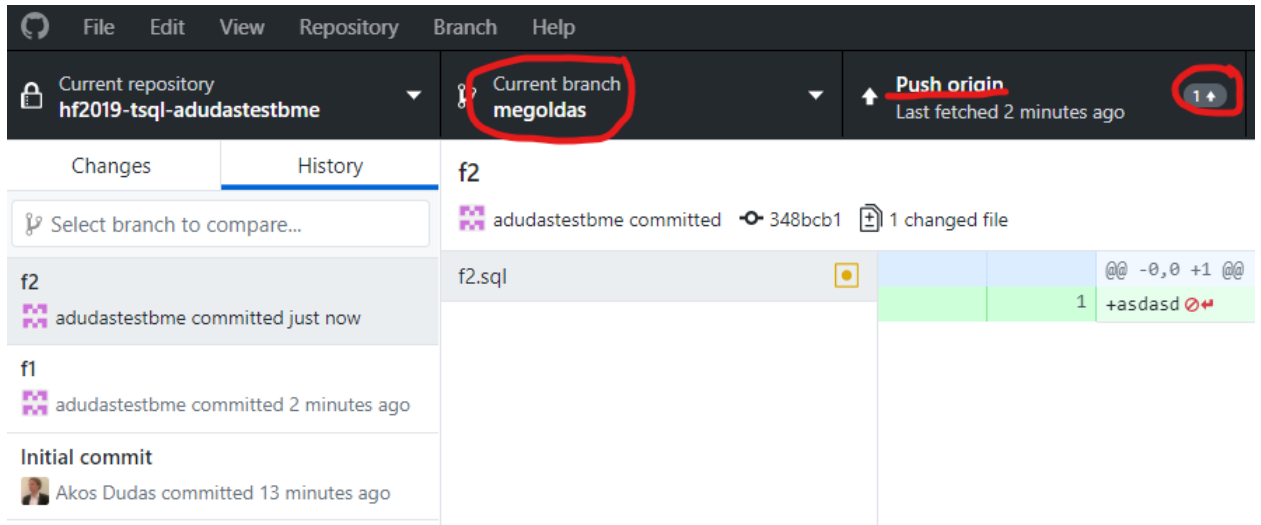 File Edit View Repository Branch Help
Current repository
hf2019-tsql-adudastestbme
Current branch
megoldas
Push origin
Last fetched 2 minutes ago
1
Changes History
Select branch to compare...
f2
adudastestbme committed just now
f1
adudastestbme committed 2 minutes ago
Initial commit
Akos Dudas committed 13 minutes ago
f2
adudastestbme committed 348bcb1 1 changed file
f2.sql
@@ -0,0 +1 @@
1 +asdasd